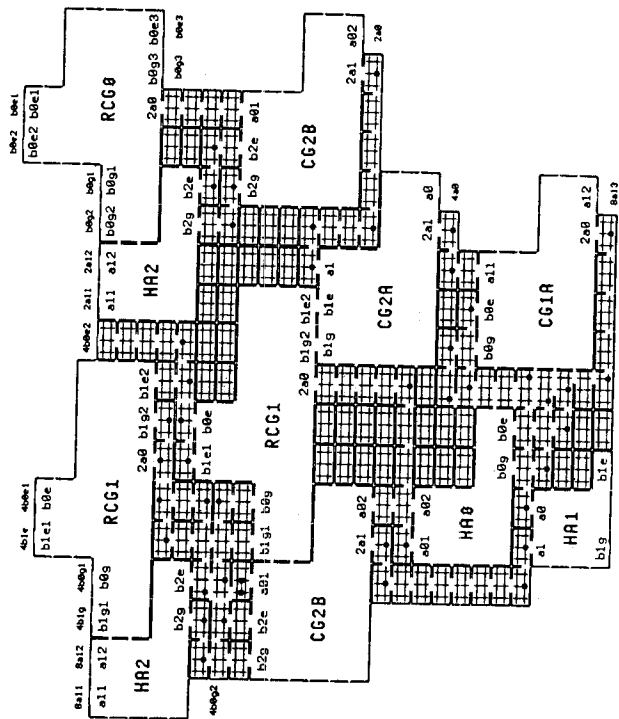 b0e2 b0e1
b0e2 b0e1
4b1e 4b0e1
b1e1 b0e
8a11 8a12 4b1g 4b0g1 4b0e2 2a11 2a12 b0g2 b0g1
a11 a12 b1g1 b0g a11 a12 b0g2 b0g1
RCG1 RCG0
HA2 2a0 b1g2 b1e2 HA2 2a0 b0g3 b0e3
b2g b2e b0g3 b0e3
b1e1 b0e b2g b2e
4b0g2
b2g b2e a01 b1g1 b0g b2g b2e a01
RCG1
CG2B 2a0 b1g2 b1e2 CG2B
b1g b1e a1 2a1 a02
2a1 a02 2a0
CG2A
a01 a02 2a1 a0
4a0
HA0
b0g b0e a11
b0g b0e
a1 a0 CG1A
HA1
2a0 a12
b1g b1e
8a13